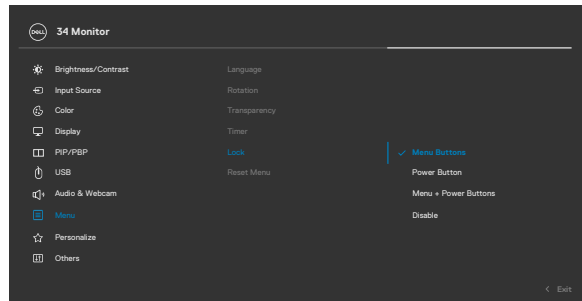 DELL 34 Monitor
Brightness/Contrast Language
Input Source Rotation
Color Transparency
Display Timer
PIP/PBP Lock Menu Buttons
USB Reset Menu Power Button
Audio & Webcam Menu + Power Buttons
Menu Disable
Personalize
Others
Exit